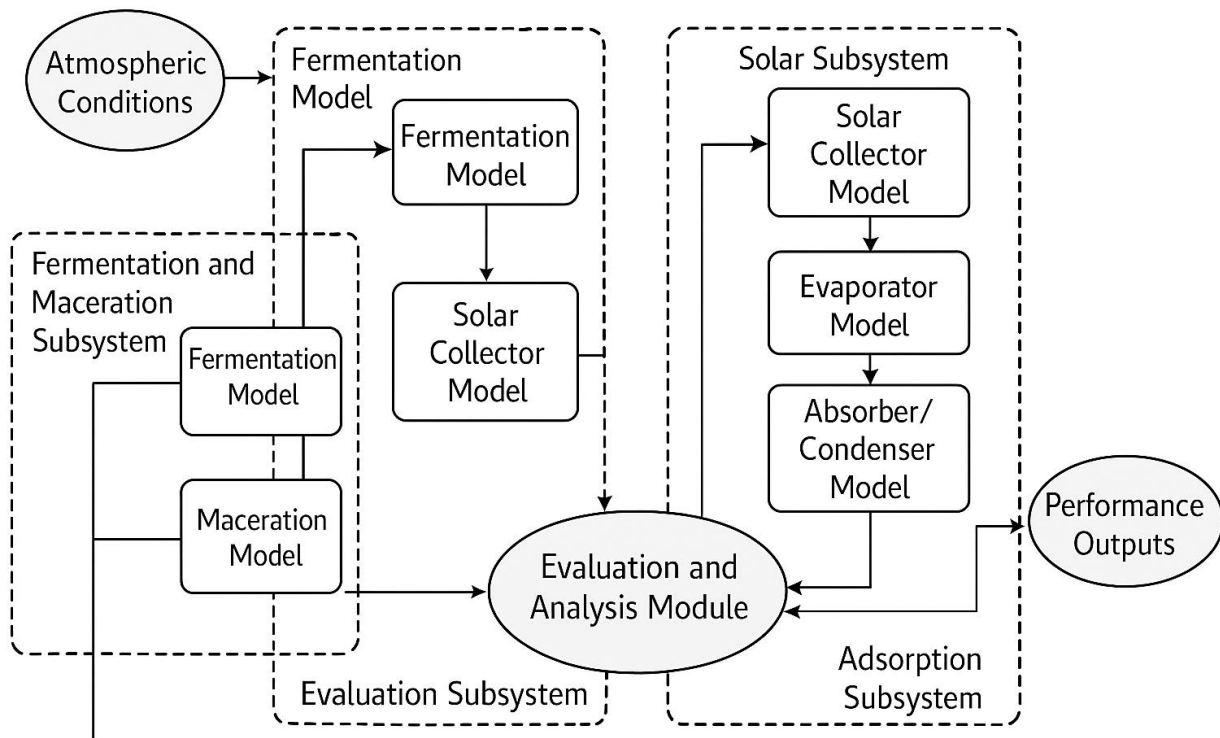 Atmospheric
Conditions
Fermentation
Model
Fermentation
Model
Solar
Collector
Model
Fermentation and
Maceration
Subsystem
Fermentation
Model
Maceration
Model
Evaluation Subsystem
Evaluation and
Analysis Module
Solar Subsystem
Solar
Collector
Model
Evaporator
Model
Absorber/
Condenser
Model
Adsorption
Subsystem
Performance
Outputs